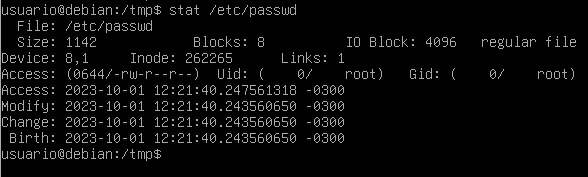 usuario@debian:/tmp$ stat /etc/passwd
  File: /etc/passwd
  Size: 1142            Blocks: 8          IO Block: 4096   regular file
Device: 8,1     Inode: 262265      Links: 1
Access: (0644/-rw-r--r--)  Uid: (    0/    root)   Gid: (    0/    root)
Access: 2023-10-01 12:21:40.247561318 -0300
Modify: 2023-10-01 12:21:40.243560650 -0300
Change: 2023-10-01 12:21:40.243560650 -0300
 Birth: 2023-10-01 12:21:40.243560650 -0300
usuario@debian:/tmp$